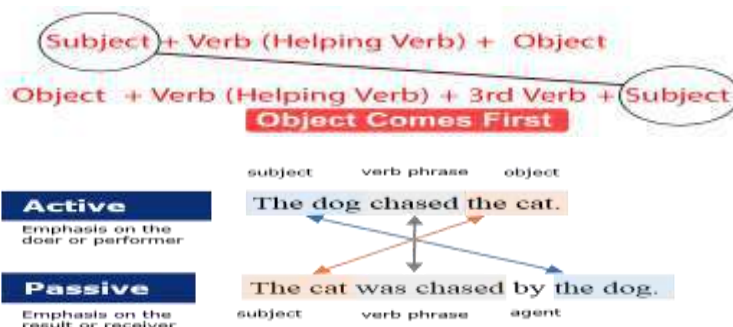 Subject + Verb (Helping Verb) + Object
Object + Verb (Helping Verb) + 3rd Verb + Subject
Object Comes First
subject verb phrase object
Active The dog chased the cat.
Emphasis on the
doer or performer
Passive The cat was chased by the dog.
Emphasis on the subject verb phrase agent
result or receiver